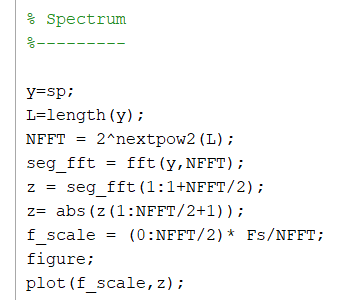 % Spectrum
%---------
y=sp;
L=length(y);
NFFT = 2^nextpow2(L);
seg_fft = fft(y,NFFT);
z = seg_fft(1:1+NFFT/2);
z= abs(z(1:NFFT/2+1));
f_scale = (0:NFFT/2)* Fs/NFFT;
figure;
plot(f_scale,z);